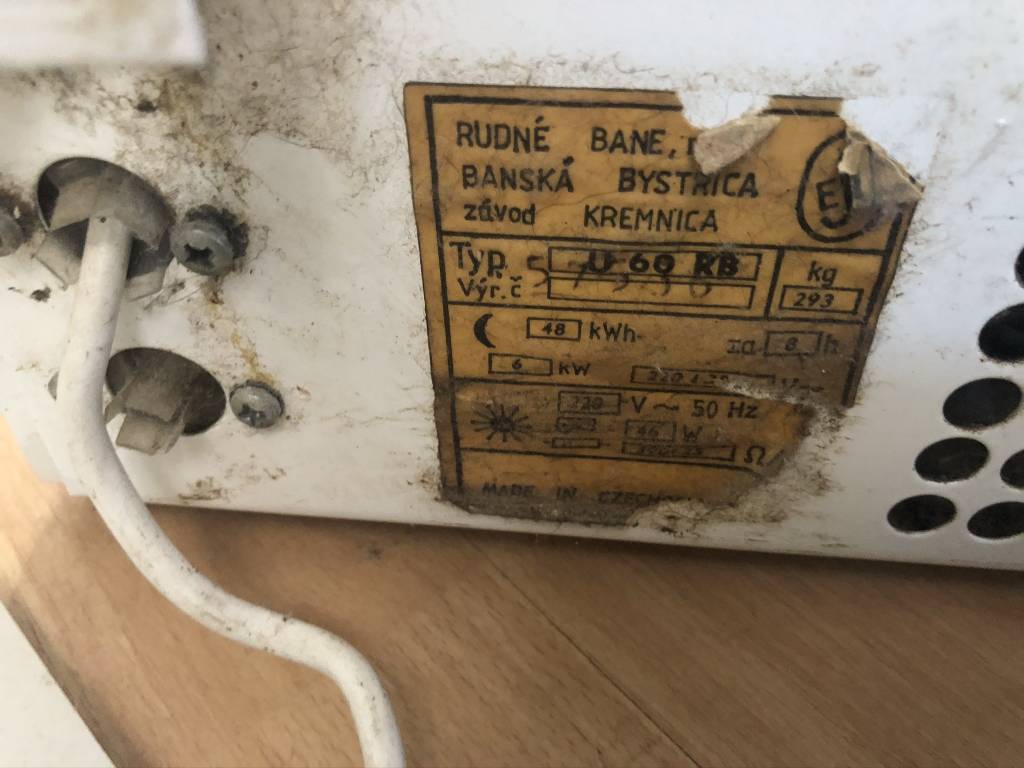 RUDNÉ BANE,
BANSKÁ BYSTRICA
závod KREMNICA
Typ U 60 RB
Výr.č
kg
293
48 kWh za 8 h
6 kW
220 V ~ 50 Hz
46 W
Ω
MADE IN